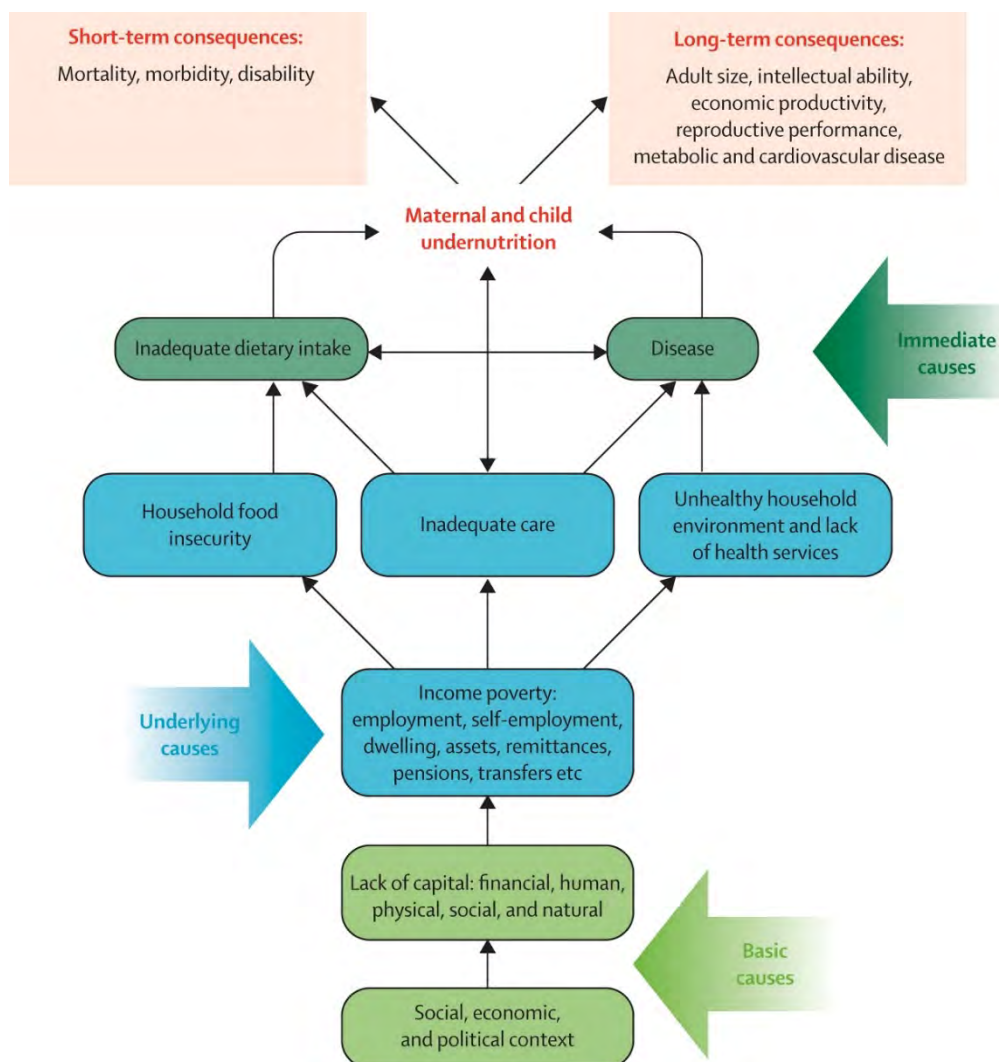 Short-term consequences:
Mortality, morbidity, disability
Long-term consequences:
Adult size, intellectual ability,
economic productivity,
reproductive performance,
metabolic and cardiovascular disease
Maternal and child
undernutrition
Inadequate dietary intake
Disease
Immediate
causes
Household food
insecurity
Inadequate care
Unhealthy household
environment and lack
of health services
Underlying
causes
Income poverty:
employment, self-employment,
dwelling, assets, remittances,
pensions, transfers etc
Lack of capital: financial, human,
physical, social, and natural
Basic
causes
Social, economic,
and political context